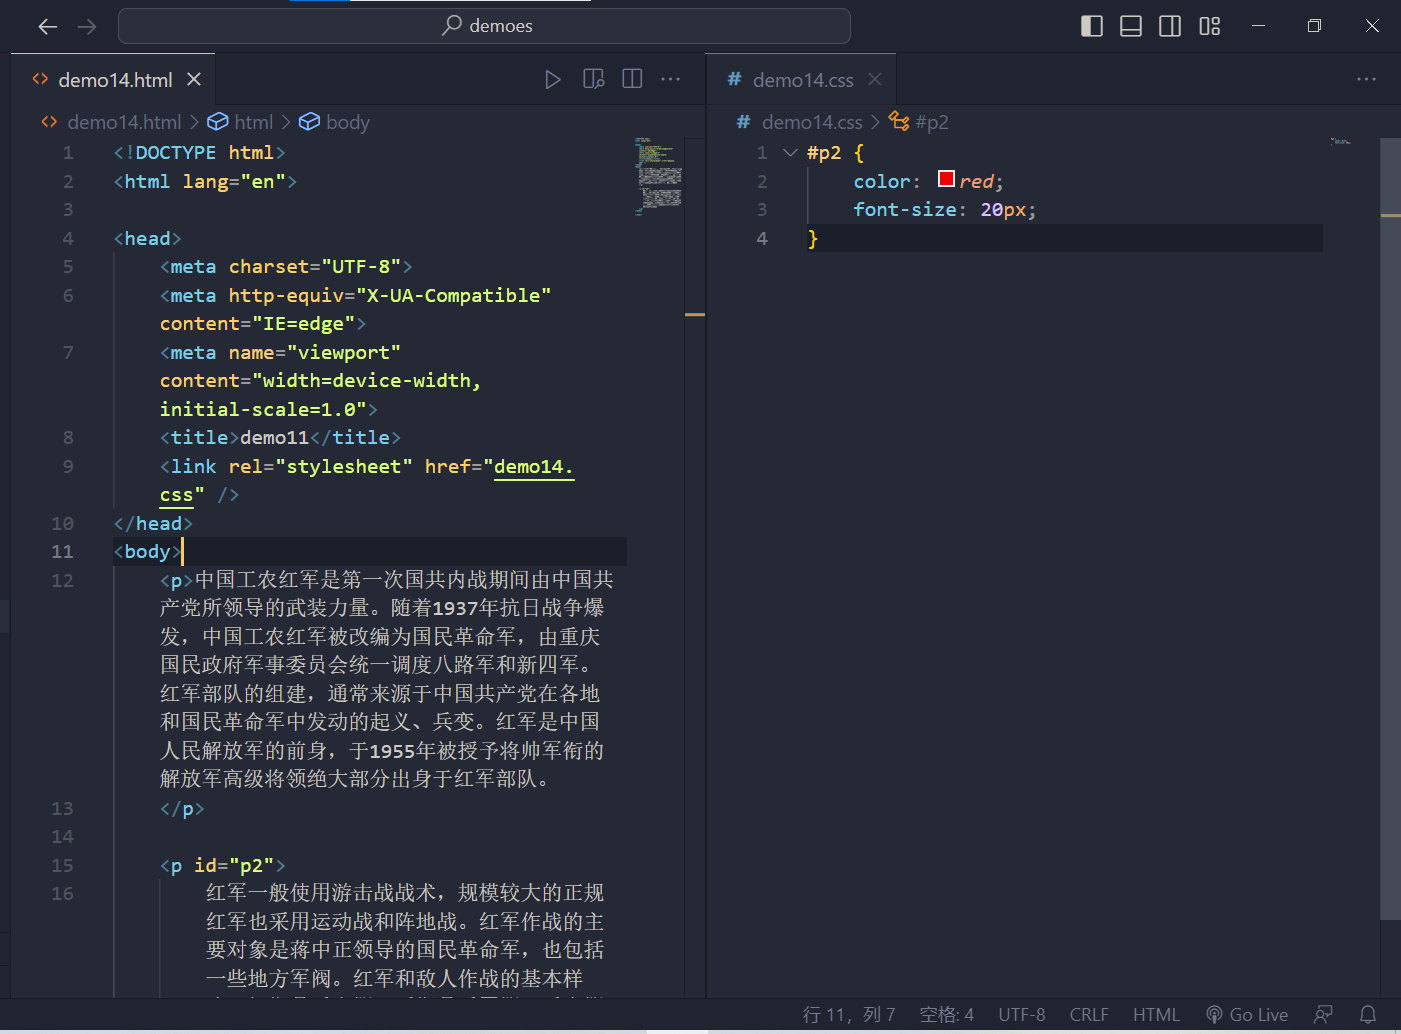 demoes
demo14.html
demo14.html > html > body
1 <!DOCTYPE html>
2 <html lang="en">
3
4 <head>
5 <meta charset="UTF-8">
6 <meta http-equiv="X-UA-Compatible"
content="IE=edge">
7 <meta name="viewport"
content="width=device-width,
initial-scale=1.0">
8 <title>demo11</title>
9 <link rel="stylesheet" href="demo14.
css" />
10 </head>
11 <body>
12 <p>中国工农红军是第一次国共内战期间由中国共
产党所领导的武装力量。随着1937年抗日战争爆
发，中国工农红军被改编为国民革命军，由重庆
国民政府军事委员会统一调度八路军和新四军。
红军部队的组建，通常来源于中国共产党在各地
和国民革命军中发动的起义、兵变。红军是中国
人民解放军的前身，于1955年被授予将帅军衔的
解放军高级将领绝大部分出身于红军部队。
13 </p>
14
15 <p id="p2">
16 红军一般使用游击战战术，规模较大的正规
红军也采用运动战和阵地战。红军作战的主
要对象是蒋中正领导的国民革命军，也包括
一些地方军阀。红军和敌人作战的基本样
# demo14.css
# demo14.css > #p2
1 #p2 {
2 color: red;
3 font-size: 20px;
4 }
行 11，列 7 空格: 4 UTF-8 CRLF HTML Go Live